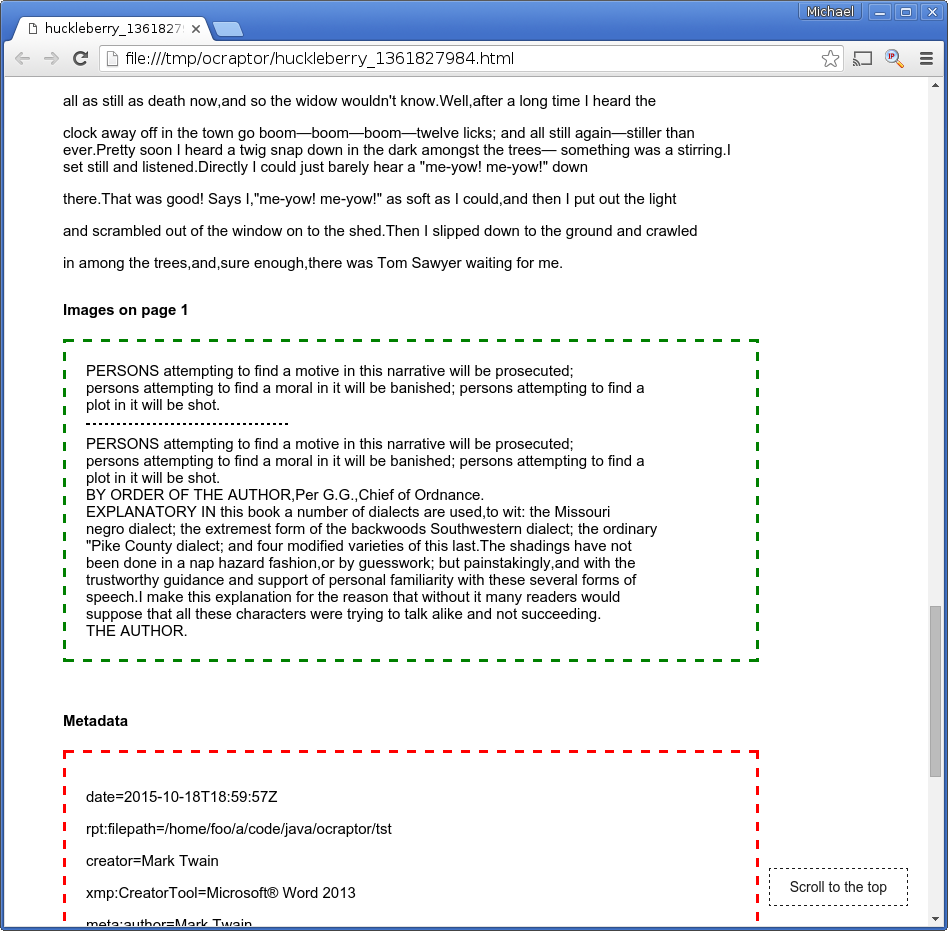 Michael
huckleberry_1361827
file:///tmp/ocraptor/huckleberry_1361827984.html
all as still as death now,and so the widow wouldn't know.Well,after a long time I heard the
clock away off in the town go boom—boom—boom—twelve licks; and all still again—stiller than
ever.Pretty soon I heard a twig snap down in the dark amongst the trees— something was a stirring.I
set still and listened.Directly I could just barely hear a "me-yow! me-yow!" down
there.That was good! Says I,"me-yow! me-yow!" as soft as I could,and then I put out the light
and scrambled out of the window on to the shed.Then I slipped down to the ground and crawled
in among the trees,and,sure enough,there was Tom Sawyer waiting for me.
Images on page 1
PERSONS attempting to find a motive in this narrative will be prosecuted;
persons attempting to find a moral in it will be banished; persons attempting to find a
plot in it will be shot.
PERSONS attempting to find a motive in this narrative will be prosecuted;
persons attempting to find a moral in it will be banished; persons attempting to find a
plot in it will be shot.
BY ORDER OF THE AUTHOR,Per G.G.,Chief of Ordnance.
EXPLANATORY IN this book a number of dialects are used,to wit: the Missouri
negro dialect; the extremest form of the backwoods Southwestern dialect; the ordinary
"Pike County dialect; and four modified varieties of this last.The shadings have not
been done in a nap hazard fashion,or by guesswork; but painstakingly,and with the
trustworthy guidance and support of personal familiarity with these several forms of
speech.I make this explanation for the reason that without it many readers would
suppose that all these characters were trying to talk alike and not succeeding.
THE AUTHOR.
Metadata
date=2015-10-18T18:59:57Z
rpt:filepath=/home/foo/a/code/java/ocraptor/tst
creator=Mark Twain
xmp:CreatorTool=Microsoft® Word 2013
meta:author=Mark Twain
Scroll to the top
IP